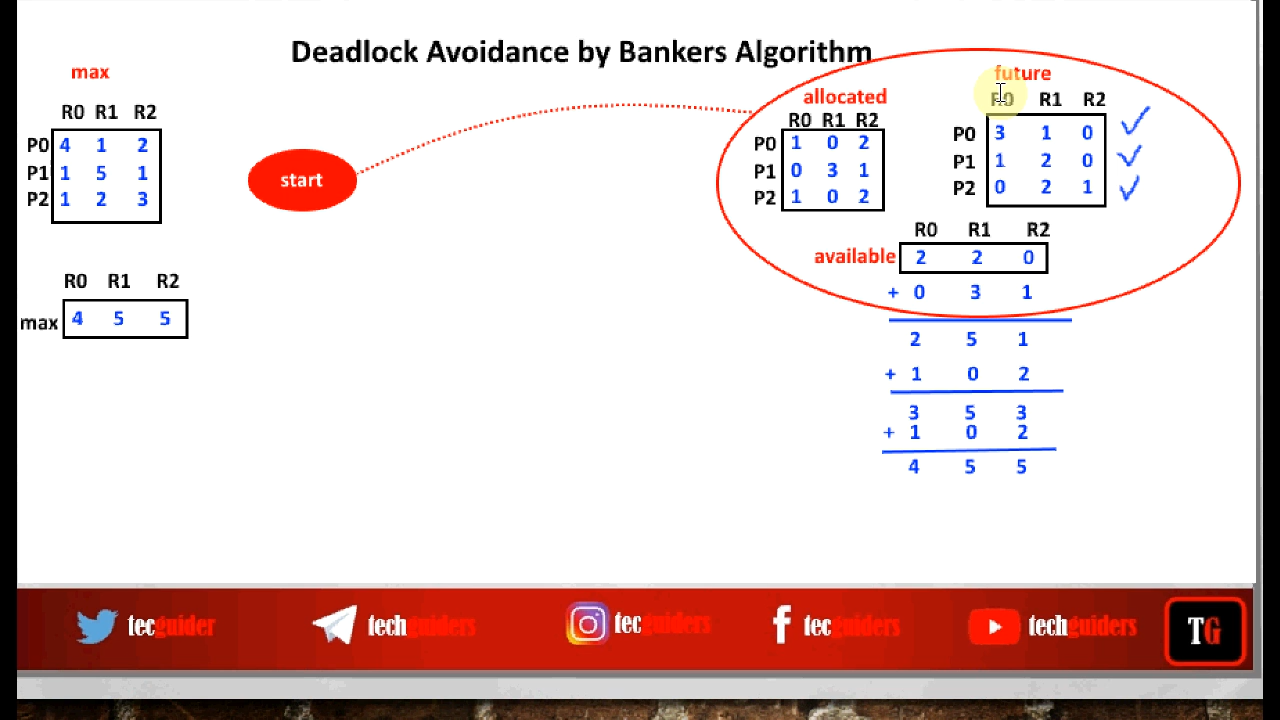 Deadlock Avoidance by Bankers Algorithm
max
R0 R1 R2
P0 4 1 2
P1 1 5 1
P2 1 2 3
R0 R1 R2
max 4 5 5
start
allocated
R0 R1 R2
P0 1 0 2
P1 0 3 1
P2 1 0 2
future
R0 R1 R2
P0 3 1 0
P1 1 2 0
P2 0 2 1
R0 R1 R2
available 2 2 0
+ 0 3 1
2 5 1
+ 1 0 2
3 5 3
+ 1 0 2
4 5 5
tecguider
techguiders
tecguiders
tecguiders
techguiders
TG